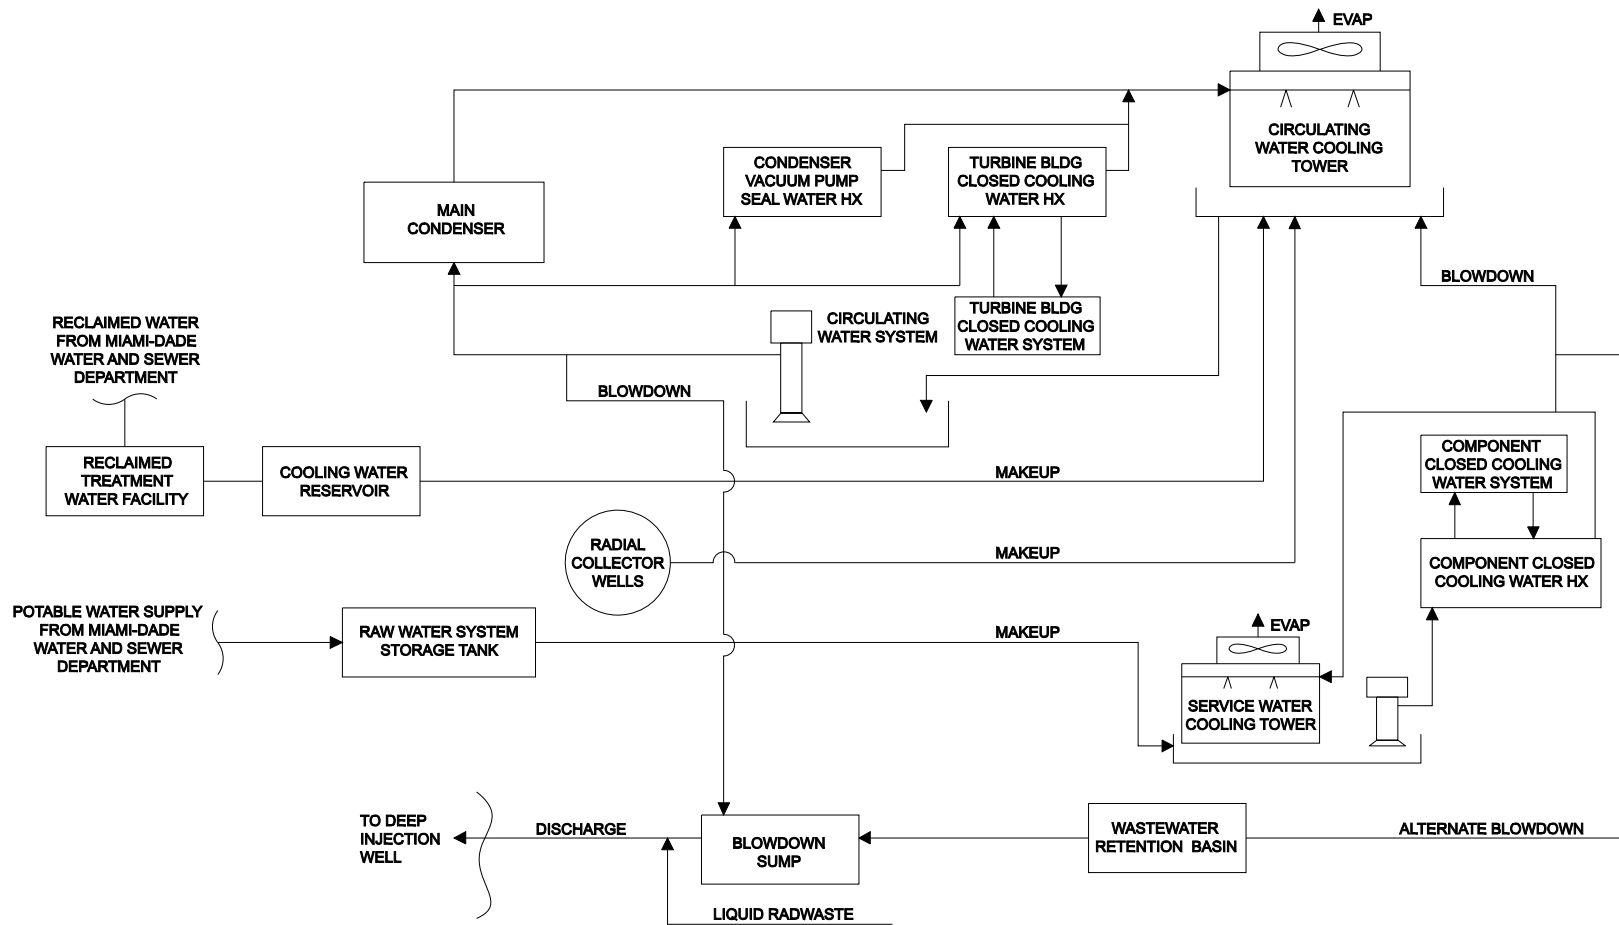 EVAP
CIRCULATING
WATER COOLING
TOWER
CONDENSER
VACUUM PUMP
SEAL WATER HX
TURBINE BLDG
CLOSED COOLING
WATER HX
MAIN
CONDENSER
BLOWDOWN
TURBINE BLDG
CLOSED COOLING
WATER SYSTEM
CIRCULATING
WATER SYSTEM
RECLAIMED WATER
FROM MIAMI-DADE
WATER AND SEWER
DEPARTMENT
BLOWDOWN
RECLAIMED
TREATMENT
WATER FACILITY
COOLING WATER
RESERVOIR
MAKEUP
COMPONENT
CLOSED COOLING
WATER SYSTEM
RADIAL
COLLECTOR
WELLS
MAKEUP
COMPONENT CLOSED
COOLING WATER HX
POTABLE WATER SUPPLY
FROM MIAMI-DADE
WATER AND SEWER
DEPARTMENT
RAW WATER SYSTEM
STORAGE TANK
MAKEUP
EVAP
SERVICE WATER
COOLING TOWER
TO DEEP
INJECTION
WELL
DISCHARGE
BLOWDOWN
SUMP
WASTEWATER
RETENTION BASIN
ALTERNATE BLOWDOWN
LIQUID RADWASTE